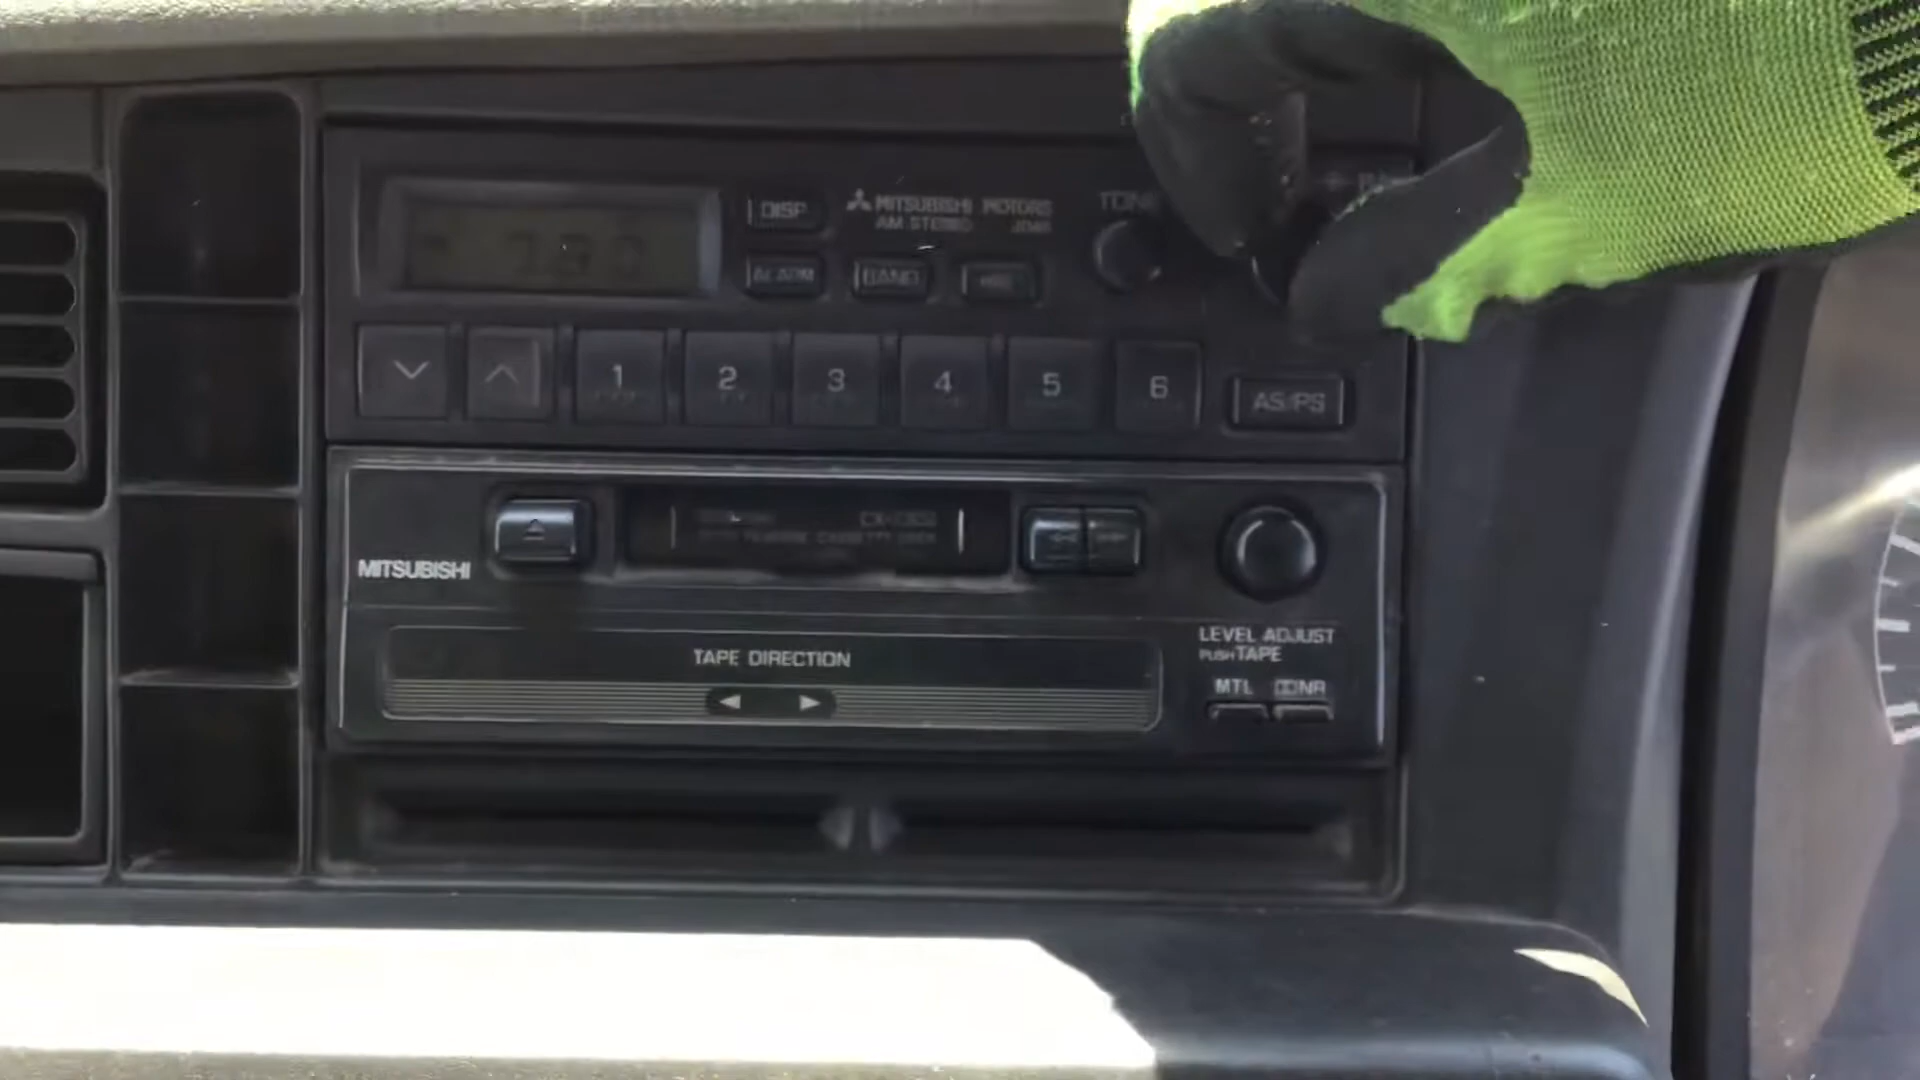 DISP
MITSUBISHI MOTORS
AM STEREO
TONE
ALARM
BAND
1
2
3
4
5
6
AS/PS
MITSUBISHI
TAPE DIRECTION
LEVEL ADJUST
PUSH TAPE
MTL
NR